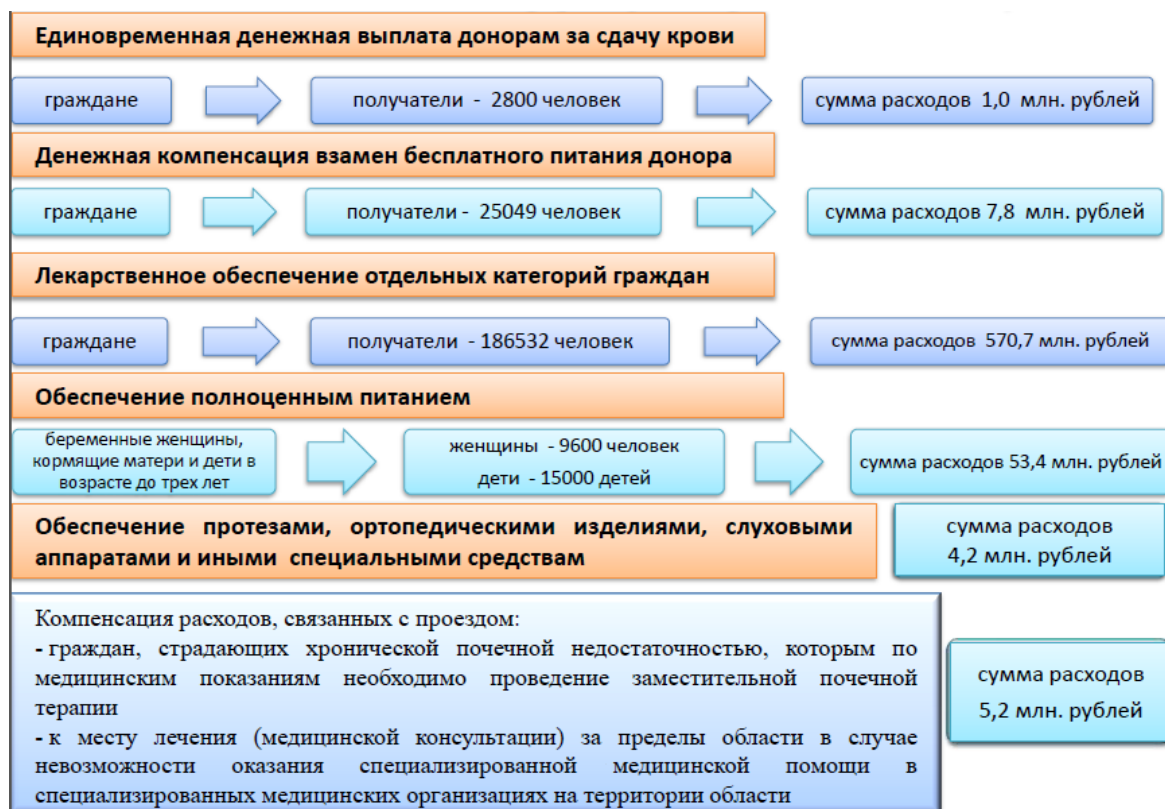 Единовременная денежная выплата донорам за сдачу крови
граждане
получатели - 2800 человек
сумма расходов 1,0 млн. рублей
Денежная компенсация взамен бесплатного питания донора
граждане
получатели - 25049 человек
сумма расходов 7,8 млн. рублей
Лекарственное обеспечение отдельных категорий граждан
граждане
получатели - 186532 человек
сумма расходов 570,7 млн. рублей
Обеспечение полноценным питанием
беременные женщины,
кормящие матери и дети в
возрасте до трех лет
женщины - 9600 человек
дети - 15000 детей
сумма расходов 53,4 млн. рублей
Обеспечение протезами, ортопедическими изделиями, слуховыми
аппаратами и иными специальными средствам
сумма расходов
4,2 млн. рублей
Компенсация расходов, связанных с проездом:
- граждан, страдающих хронической почечной недостаточностью, которым по
медицинским показаниям необходимо проведение заместительной почечной
терапии
- к месту лечения (медицинской консультации) за пределы области в случае
невозможности оказания специализированной медицинской помощи в
специализированных медицинских организациях на территории области
сумма расходов
5,2 млн. рублей